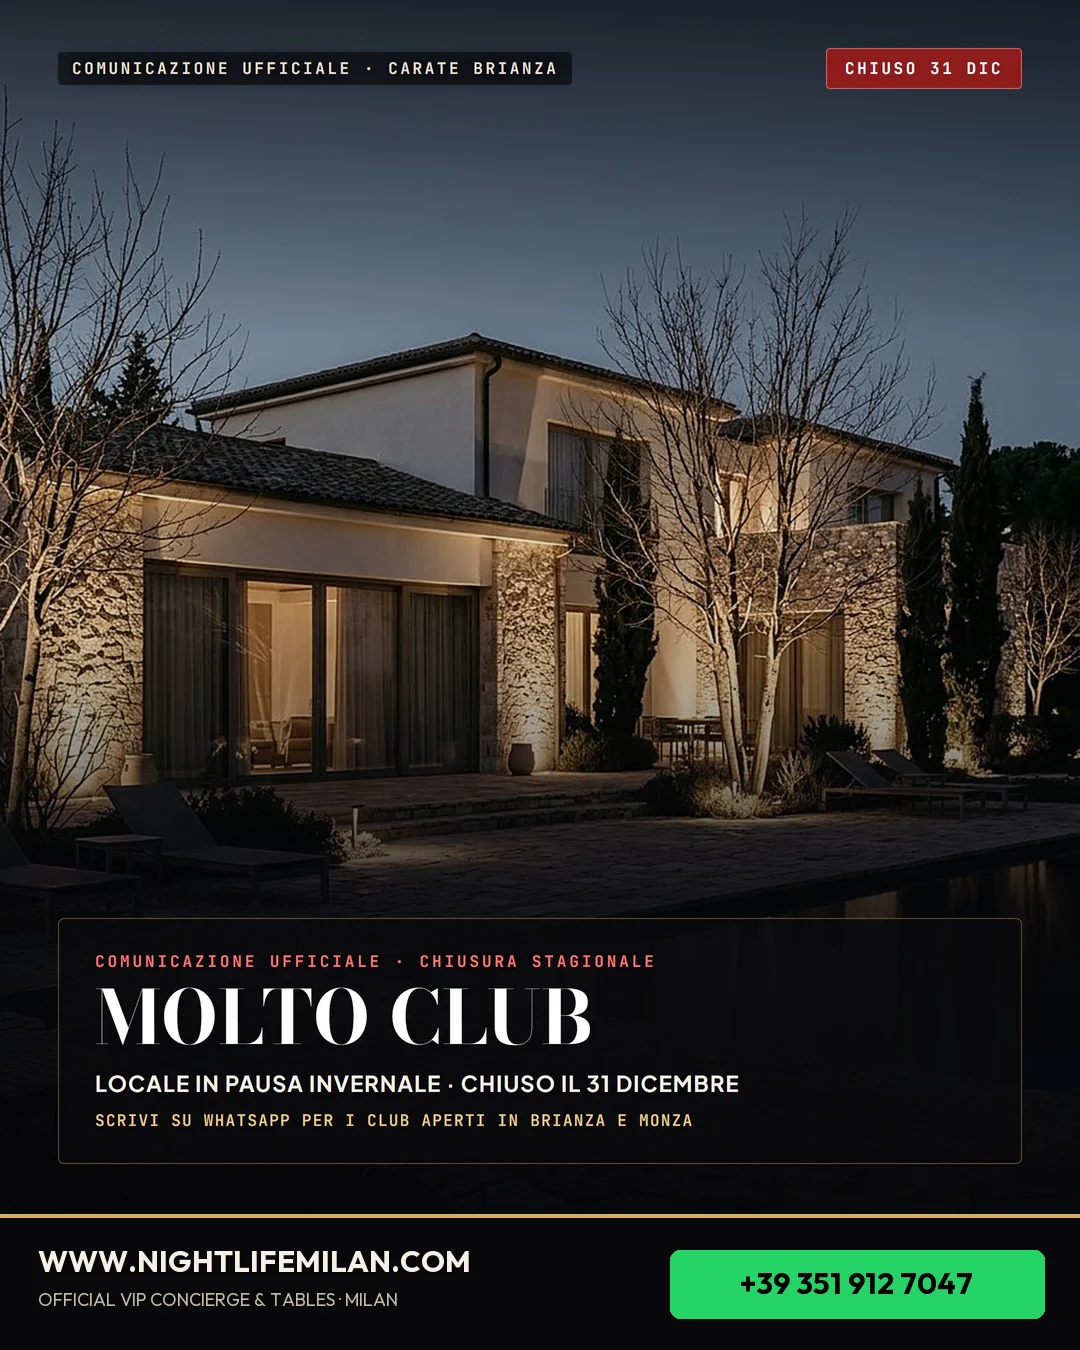 COMUNICAZIONE UFFICIALE · CARATE BRIANZA
CHIUSO 31 DIC
COMUNICAZIONE UFFICIALE · CHIUSURA STAGIONALE
MOLTO CLUB
LOCALE IN PAUSA INVERNALE · CHIUSO IL 31 DICEMBRE
SCRIVI SU WHATSAPP PER I CLUB APERTI IN BRIANZA E MONZA
WWW.NIGHTLIFEMILAN.COM
OFFICIAL VIP CONCIERGE & TABLES · MILAN
+39 351 912 7047